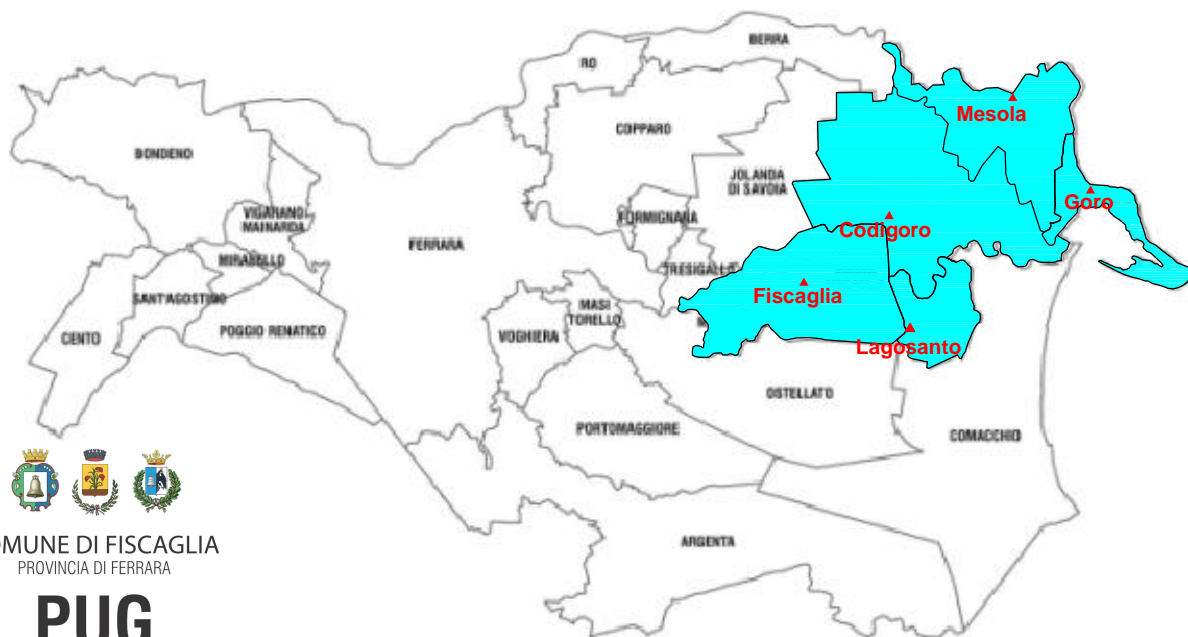 BERRA
RO
Mesola
COPPARO
BONDENO
JOLANDA
DI SAVOIA
Goro
VIGARANO
MAINARDA
FORMIGNANA
Codigoro
FERRARA
MIRABELLO
TRESIGALLO
Fiscaglia
SANT'AGOSTINO
MASI
TORELLO
VOGHIERA
POGGIO RENATICO
CENTO
Lagosanto
OSTELLATO
PORTOMAGGIORE
COMACCHIO
ARGENTA
OMUNE DI FISCAGLIA
PROVINCIA DI FERRARA
PUG